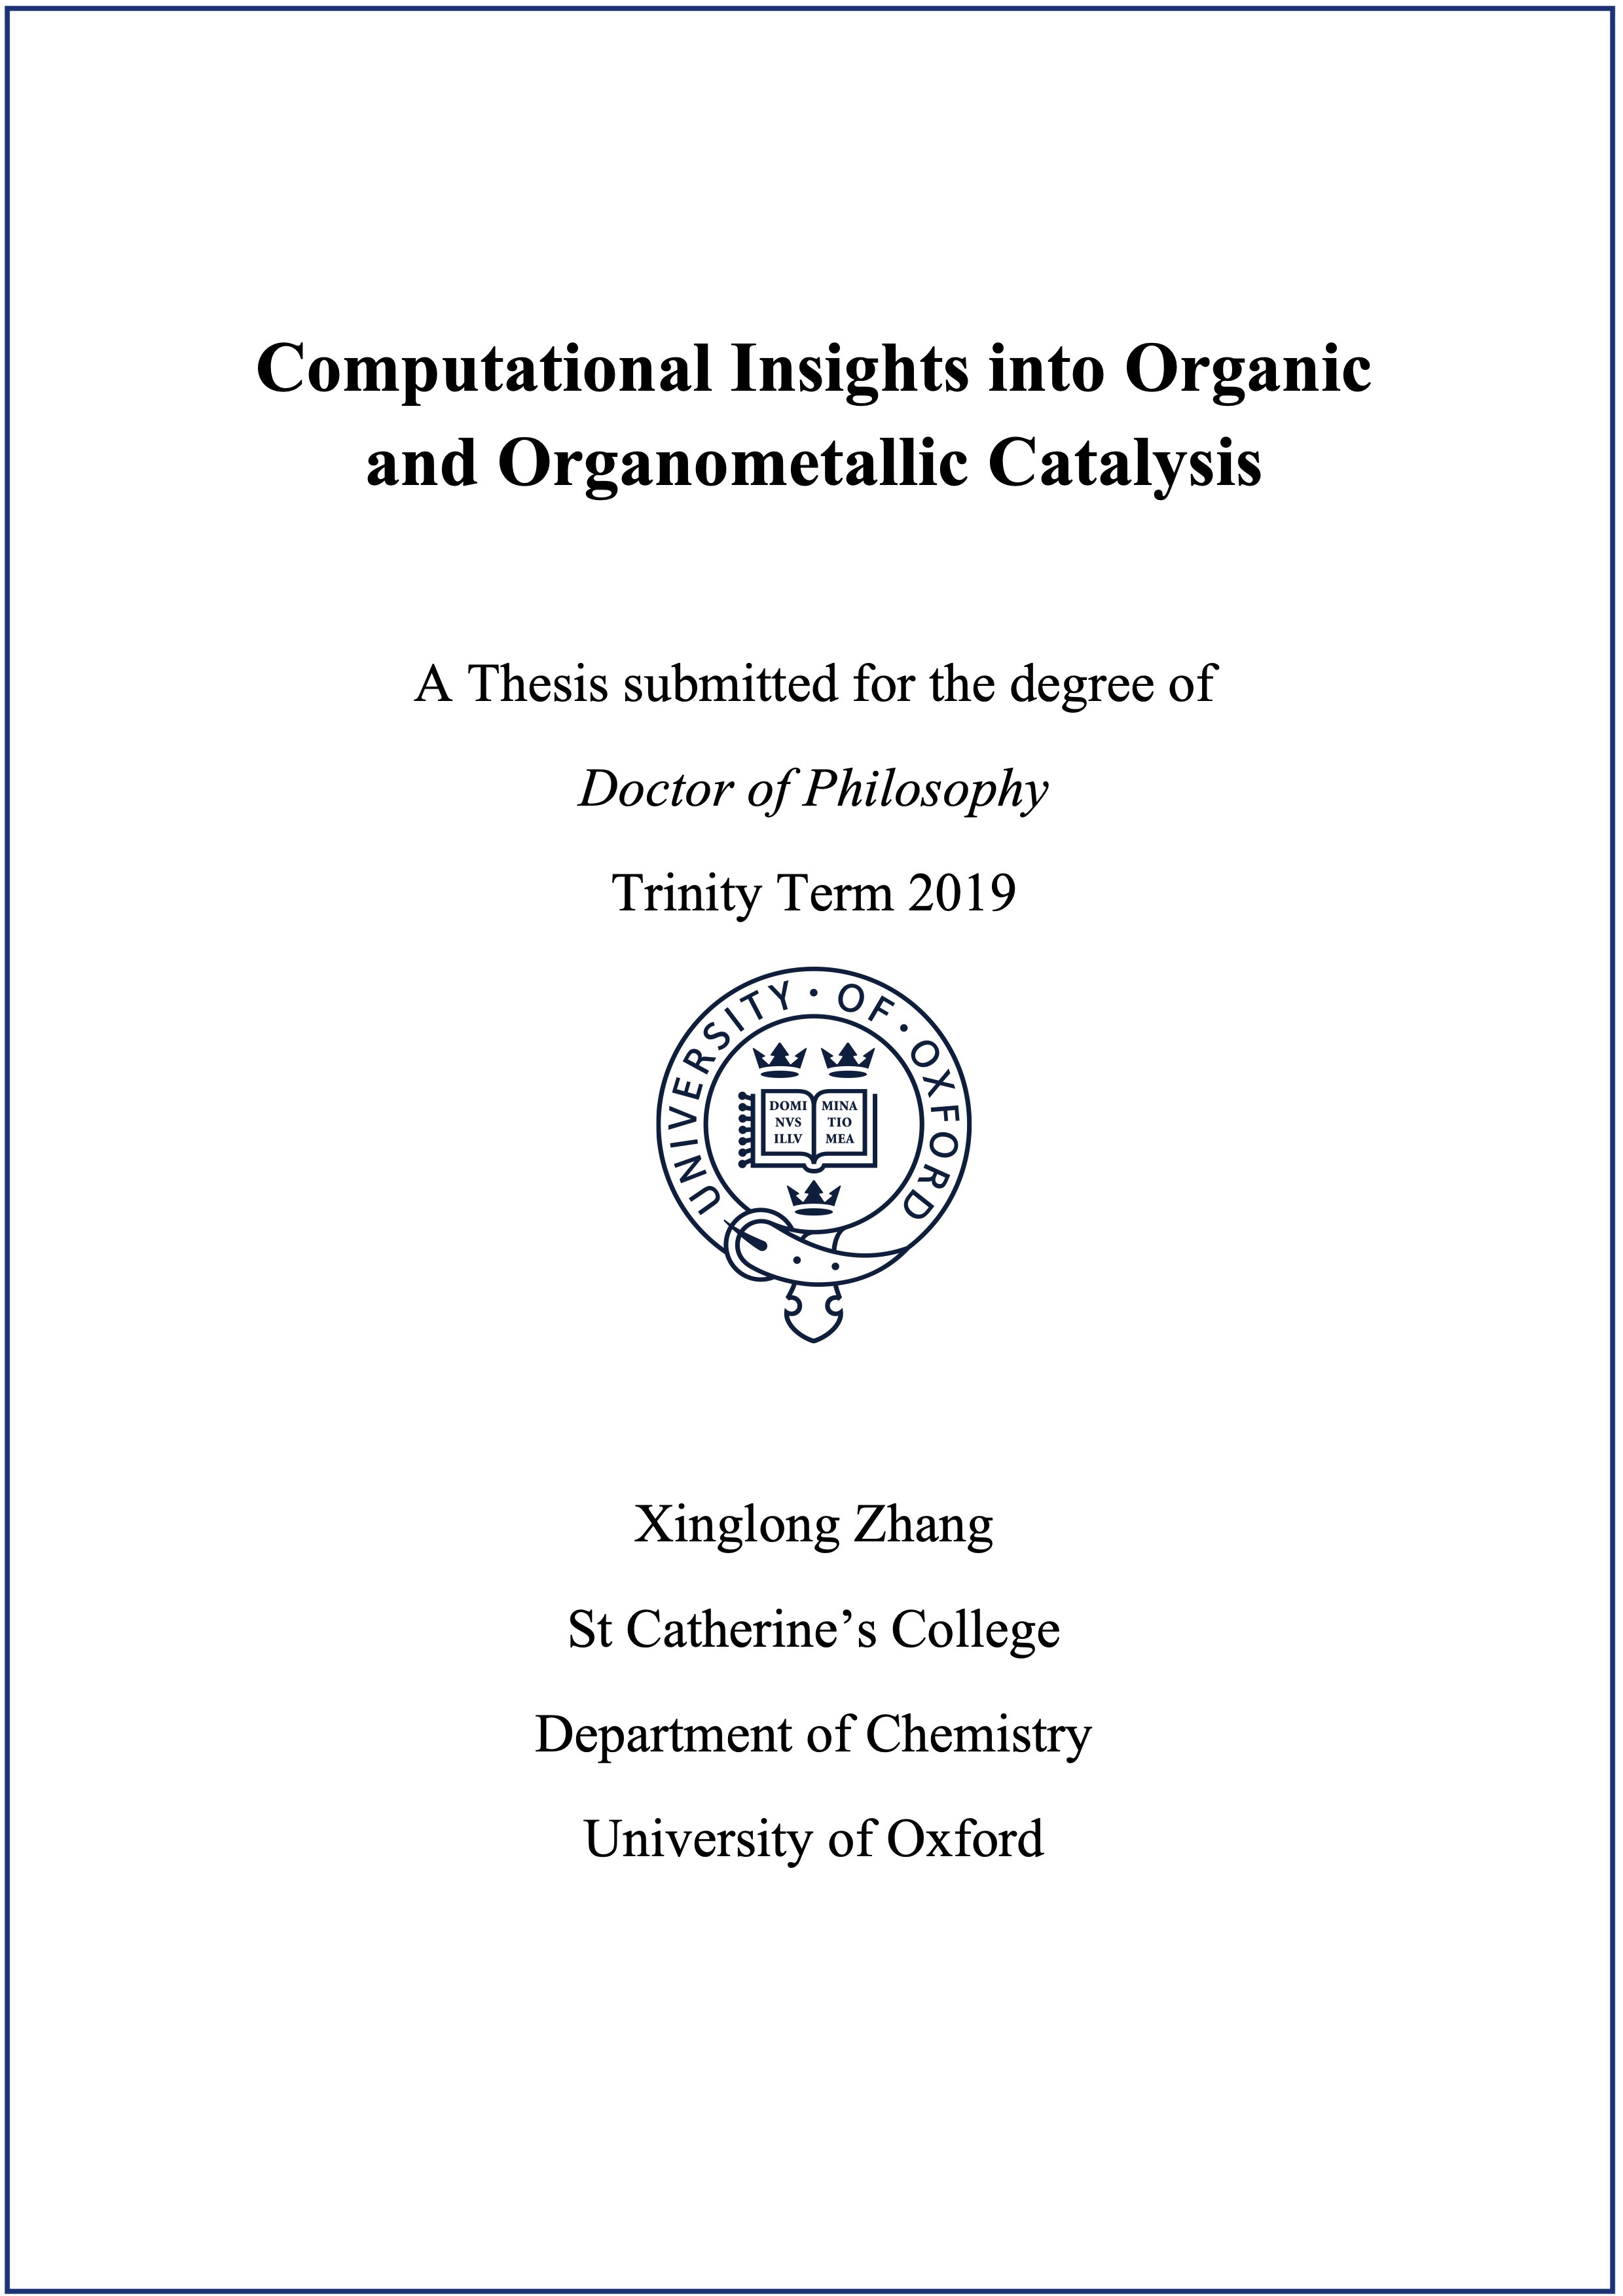 Computational Insights into Organic
and Organometallic Catalysis
A Thesis submitted for the degree of
Doctor of Philosophy
Trinity Term 2019
UNIVERSITY · OF · OXFORD
DOMI MINA
NVS TIO
ILLV MEA
Xinglong Zhang
St Catherine’s College
Department of Chemistry
University of Oxford